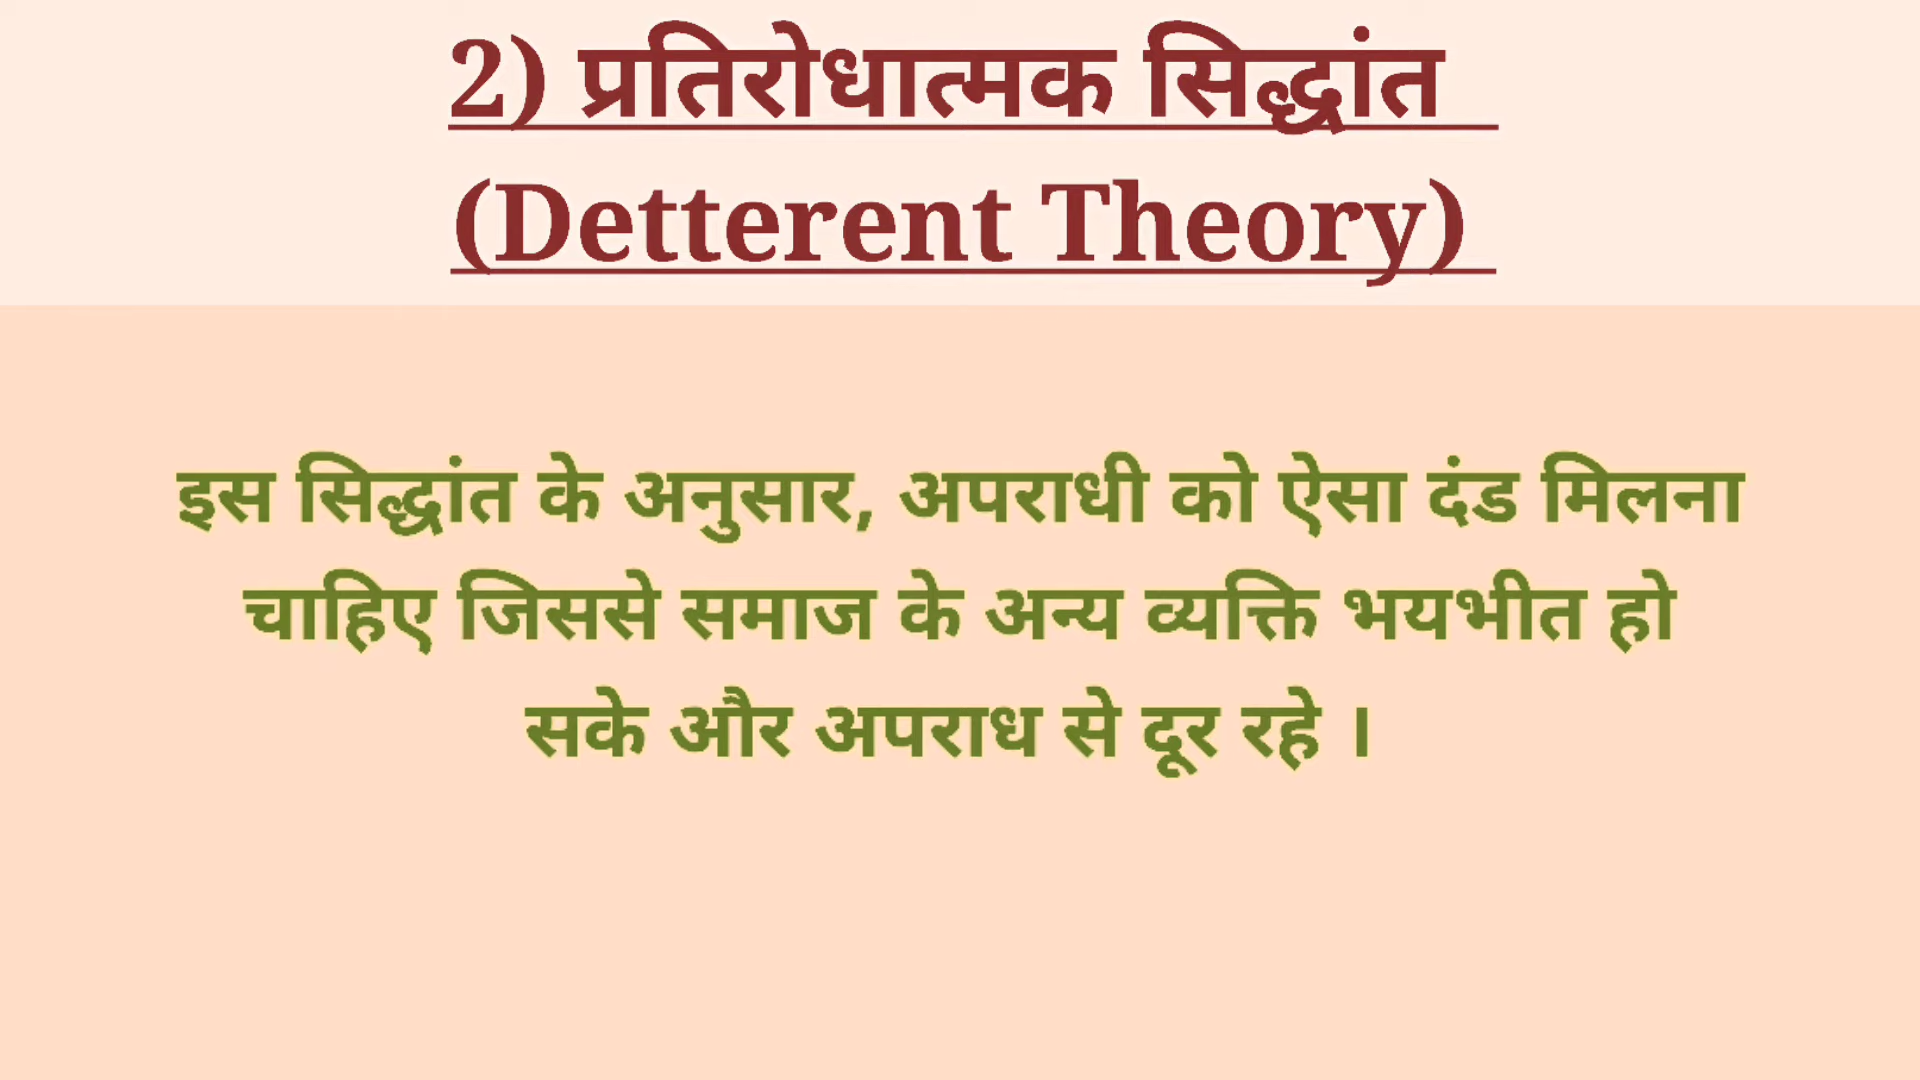 2) प्रतिरोधात्मक सिद्धांत
(Detterent Theory)
इस सिद्धांत के अनुसार, अपराधी को ऐसा दंड मिलना
चाहिए जिससे समाज के अन्य व्यक्ति भयभीत हो
सके और अपराध से दूर रहे ।